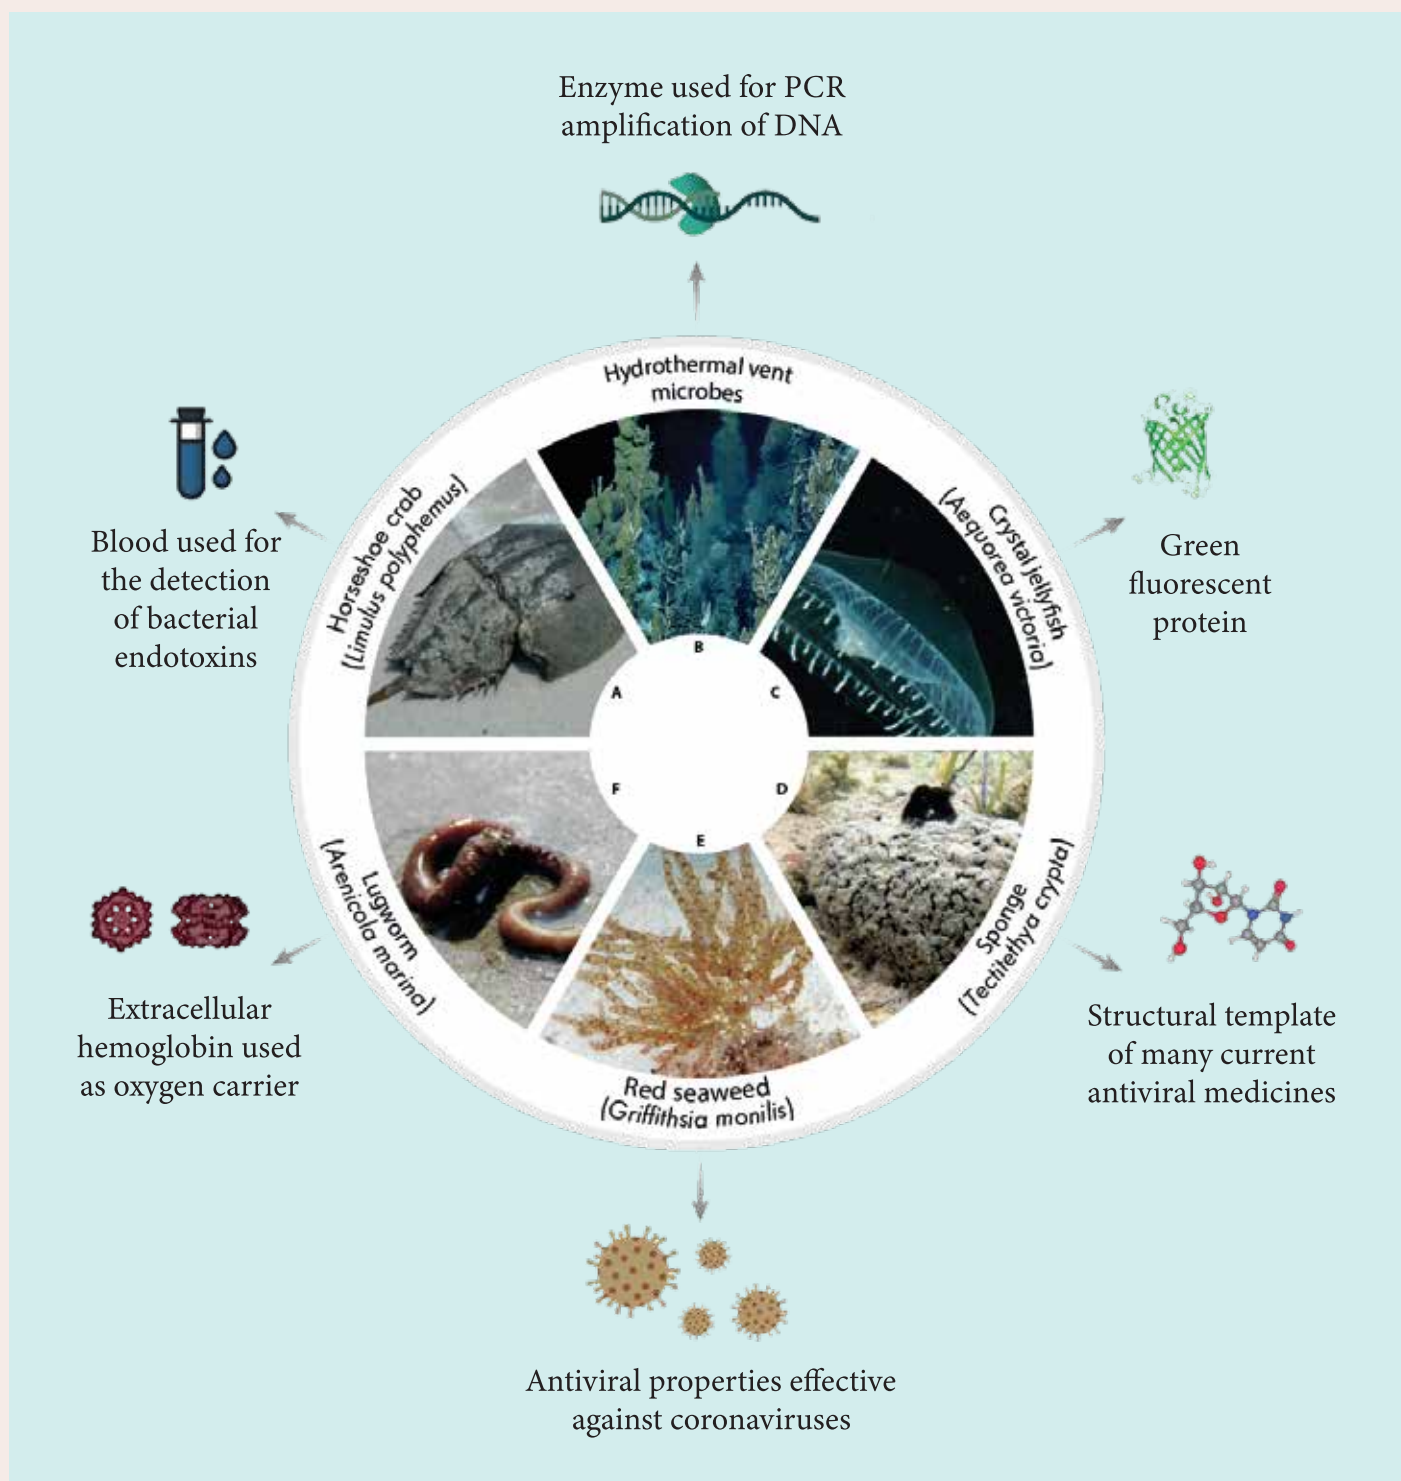 Enzyme used for PCR
amplification of DNA
Hydrothermal vent
microbes
Horseshoe crab
(Limulus polyphemus)
Crystal jellyfish
(Aequorea victoria)
Blood used for
the detection
of bacterial
endotoxins
Green
fluorescent
protein
B
A
C
F
D
E
Lugworm
(Arenicola marina)
Sponge
(Tectitethya crypta)
Extracellular
hemoglobin used
as oxygen carrier
Structural template
of many current
antiviral medicines
Red seaweed
(Griffithsia monilis)
Antiviral properties effective
against coronaviruses